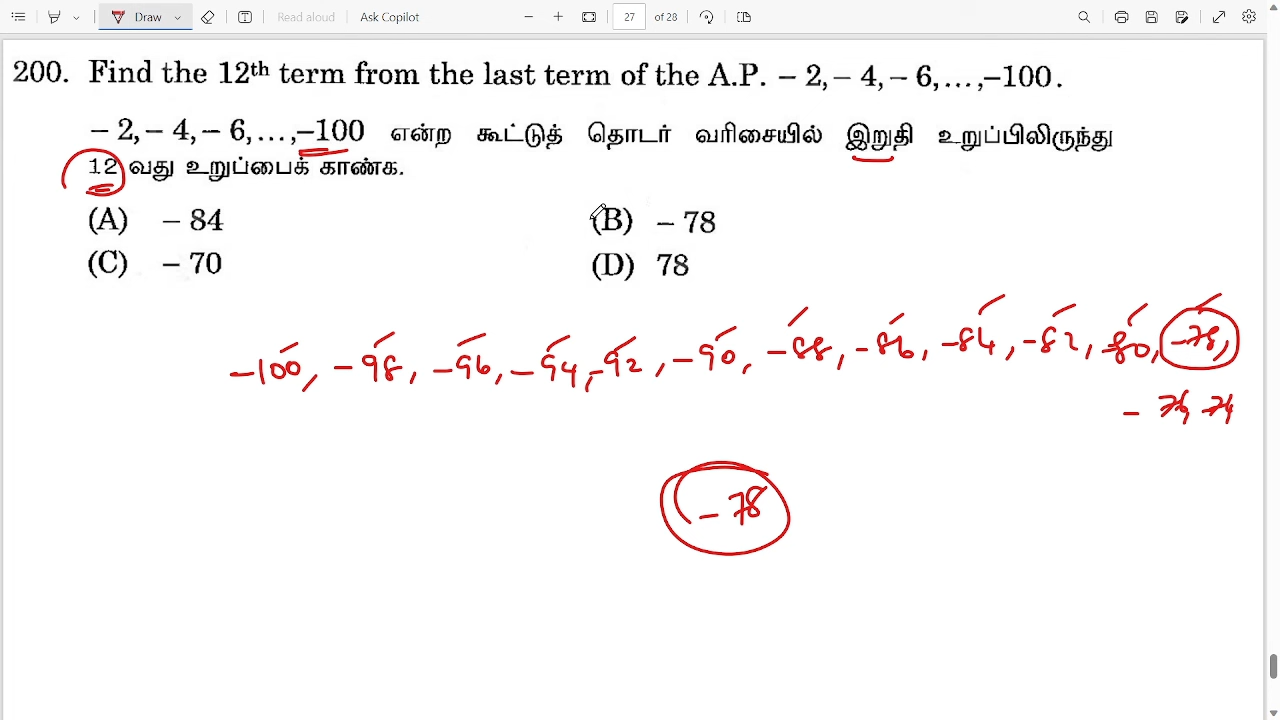 Draw
Read aloud
Ask Copilot
27 of 28
200. Find the 12th term from the last term of the A.P. – 2, – 4, – 6, ..., –100.
– 2, – 4, – 6, ..., –100 என்ற கூட்டுத் தொடர் வரிசையில் இறுதி உறுப்பிலிருந்து
12 வது உறுப்பைக் காண்க.
(A) – 84 (B) – 78
(C) – 70 (D) 78
–100, –98, –96, –94, –92, –90, –88, –86, –84, –82, –80, –78,
–78